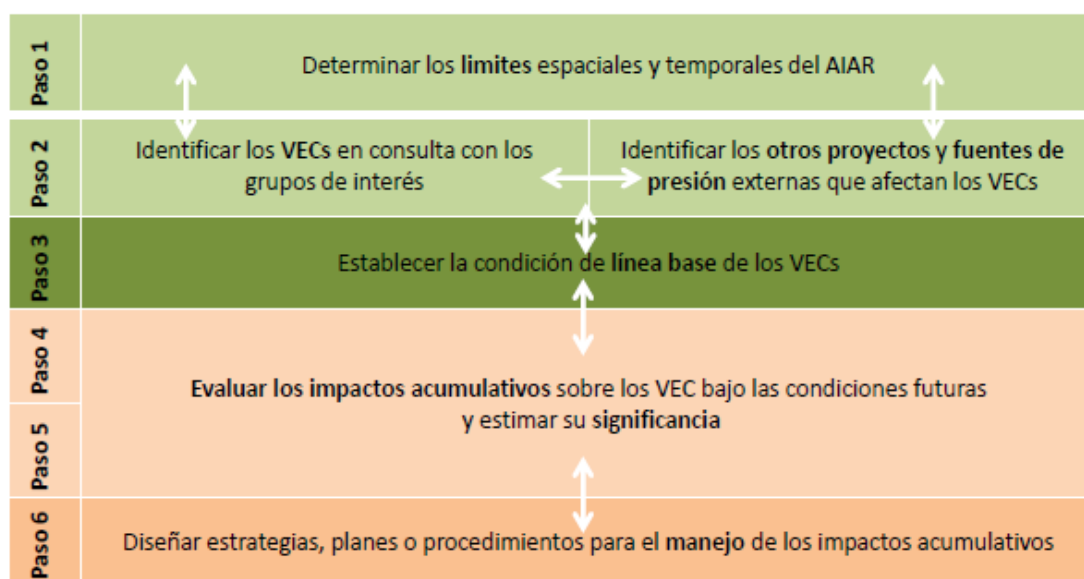 Paso 1
Determinar los limites espaciales y temporales del AIAR
Paso 2
Identificar los VECs en consulta con los
grupos de interés
Identificar los otros proyectos y fuentes de
presión externas que afectan los VECs
Paso 3
Establecer la condición de línea base de los VECs
Paso 4
Paso 5
Evaluar los impactos acumulativos sobre los VEC bajo las condiciones futuras
y estimar su significancia
Paso 6
Diseñar estrategias, planes o procedimientos para el manejo de los impactos acumulativos